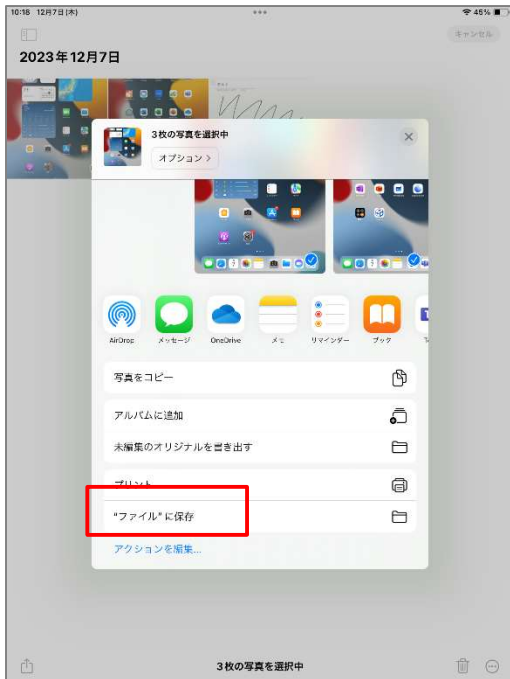 10:18 12月7日(木)
45%
キャンセル
2023年12月7日
3枚の写真を選択中
オプション >
AirDrop
メッセージ
OneDrive
メモ
リマインダー
ブック
写真をコピー
アルバムに追加
未編集のオリジナルを書き出す
プリント
"ファイル"に保存
アクションを編集...
3枚の写真を選択中